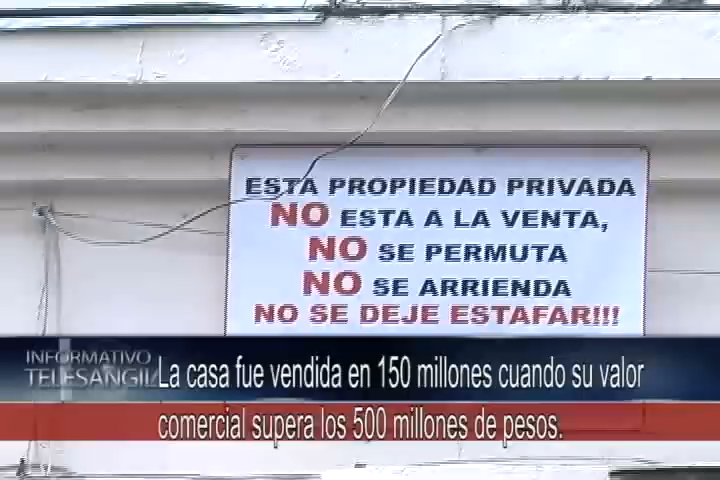 ESTA PROPIEDAD PRIVADA
NO ESTA A LA VENTA,
NO SE PERMUTA
NO SE ARRIENDA
NO SE DEJE ESTAFAR!!!
INFORMATIVO
TELESANGIL
La casa fue vendida en 150 millones cuando su valor
comercial supera los 500 millones de pesos.